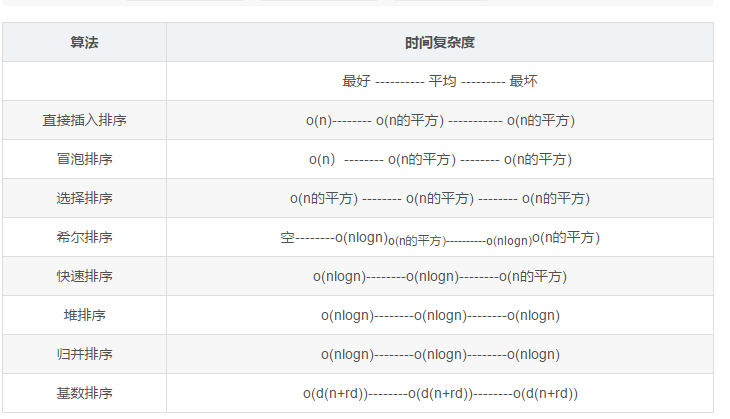 算法 时间复杂度
最好 ---------- 平均 --------- 最坏
直接插入排序 o(n)-------- o(n的平方) ----------- o(n的平方)
冒泡排序 o(n）-------- o(n的平方) -------- o(n的平方)
选择排序 o(n的平方) -------- o(n的平方) -------- o(n的平方)
希尔排序 空--------o(nlogn)o(n的平方)----------o(nlogn)o(n的平方)
快速排序 o(nlogn)--------o(nlogn)--------o(n的平方)
堆排序 o(nlogn)--------o(nlogn)--------o(nlogn)
归并排序 o(nlogn)--------o(nlogn)--------o(nlogn)
基数排序 o(d(n+rd))--------o(d(n+rd))--------o(d(n+rd))